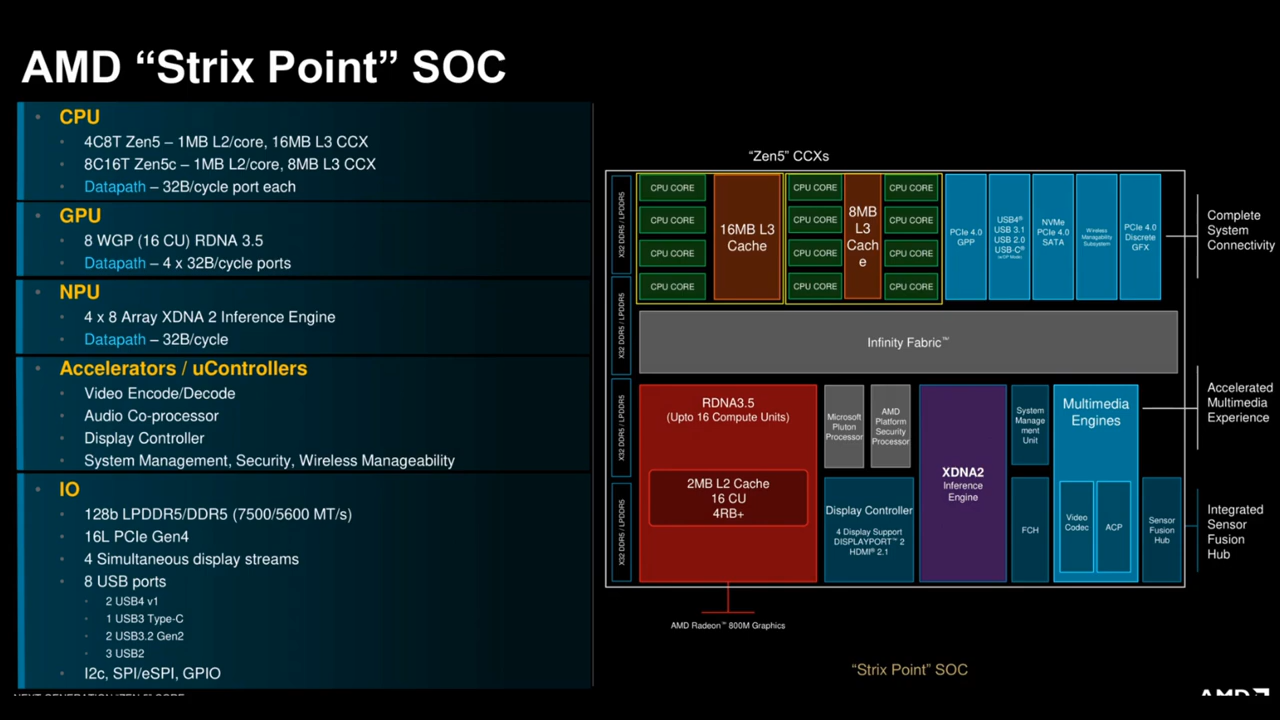 AMD “Strix Point” SOC
• CPU
• 4C8T Zen5 – 1MB L2/core, 16MB L3 CCX
• 8C16T Zen5c – 1MB L2/core, 8MB L3 CCX
• Datapath – 32B/cycle port each
• GPU
• 8 WGP (16 CU) RDNA 3.5
• Datapath – 4 x 32B/cycle ports
• NPU
• 4 x 8 Array XDNA 2 Inference Engine
• Datapath – 32B/cycle
• Accelerators / uControllers
• Video Encode/Decode
• Audio Co-processor
• Display Controller
• System Management, Security, Wireless Manageability
• IO
• 128b LPDDR5/DDR5 (7500/5600 MT/s)
• 16L PCIe Gen4
• 4 Simultaneous display streams
• 8 USB ports
• 2 USB4 v1
• 1 USB3 Type-C
• 2 USB3.2 Gen2
• 3 USB2
• I2c, SPI/eSPI, GPIO
NEXT GENERATION “ZEN 5” CORE
“Zen5” CCXs
X32 DDR5 / LPDDR5
X32 DDR5 / LPDDR5
X32 DDR5 / LPDDR5
X32 DDR5 / LPDDR5
CPU CORE
CPU CORE
CPU CORE
CPU CORE
16MB L3
Cache
CPU CORE
CPU CORE
CPU CORE
CPU CORE
8MB
L3
Cach
e
CPU CORE
CPU CORE
CPU CORE
CPU CORE
PCIe 4.0
GPP
USB4®
USB 3.1
USB 2.0
USB-C®
(w/DP Mode)
NVMe
PCIe 4.0
SATA
Wireless
Managability
Subsystem
PCIe 4.0
Discrete
GFX
Complete
System
Connectivity
Infinity Fabric™
RDNA3.5
(Upto 16 Compute Units)
2MB L2 Cache
16 CU
4RB+
AMD Radeon™ 800M Graphics
Microsoft
Pluton
Processor
AMD
Platform
Security
Processor
Display Controller
4 Display Support
DISPLAYPORT™ 2
HDMI® 2.1
XDNA2
Inference
Engine
System
Manage
ment
Unit
FCH
Multimedia
Engines
Video
Codec
ACP
Sensor
Fusion
Hub
Accelerated
Multimedia
Experience
Integrated
Sensor
Fusion
Hub
“Strix Point” SOC
AMD